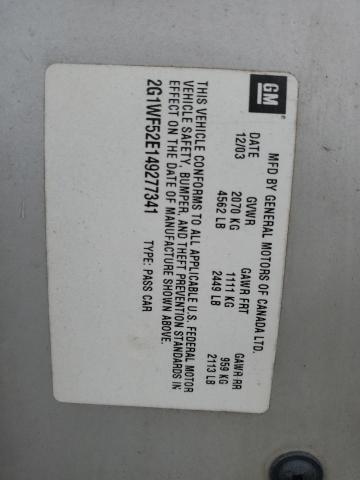 GM
MFD BY GENERAL MOTORS OF CANADA LTD.
DATE GVWR GAWR FRT GAWR RR
12/03 2070 KG 1111 KG 959 KG
4562 LB 2449 LB 2113 LB
THIS VEHICLE CONFORMS TO ALL APPLICABLE U.S. FEDERAL MOTOR
VEHICLE SAFETY, BUMPER, AND THEFT PREVENTION STANDARDS IN
EFFECT ON THE DATE OF MANUFACTURE SHOWN ABOVE.
2G1WF52E149277341 TYPE: PASS CAR